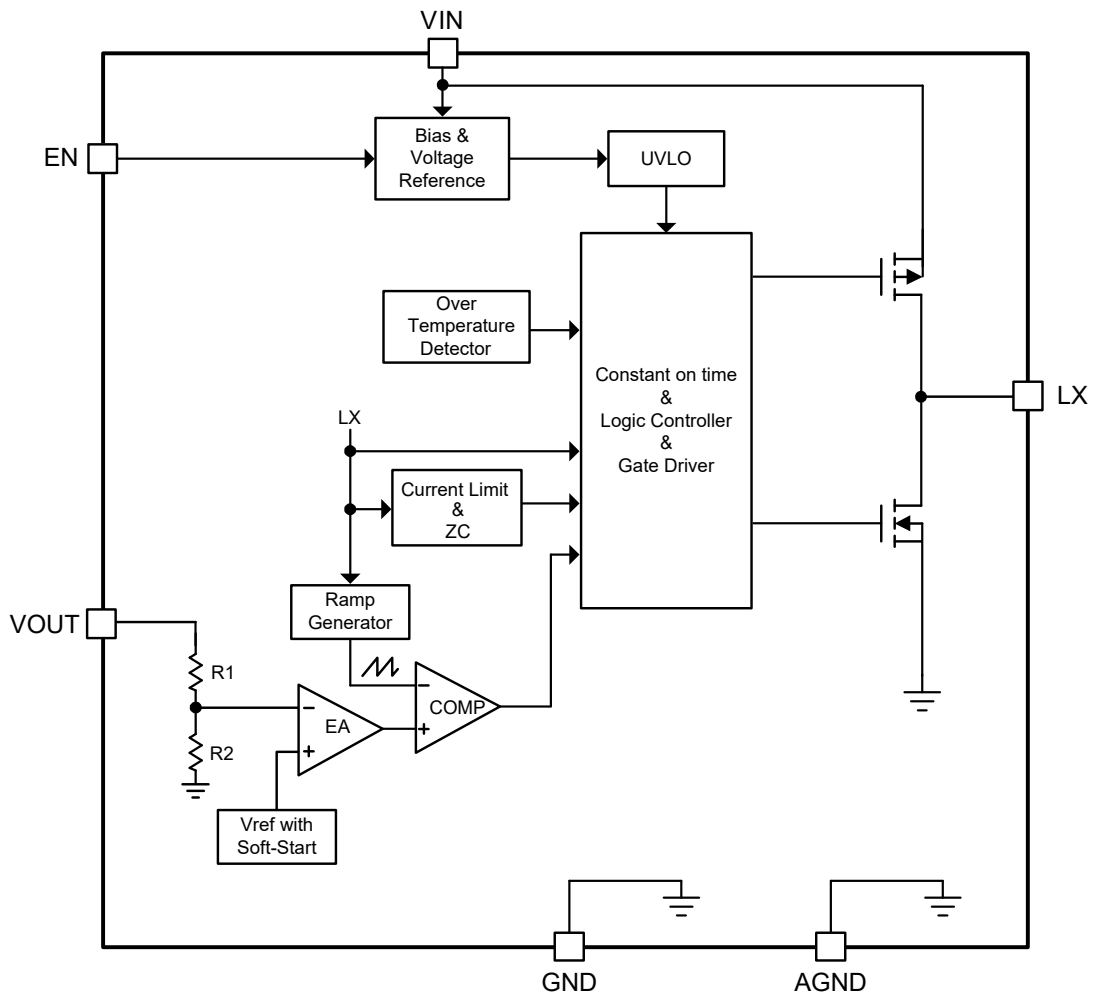 VIN
EN
Bias &
Voltage
Reference
UVLO
Over
Temperature
Detector
Constant on time
&
Logic Controller
&
Gate Driver
LX
LX
Current Limit
&
ZC
Ramp
Generator
VOUT
R1
R2
−
EA
+
−
COMP
+
Vref with
Soft-Start
GND
AGND